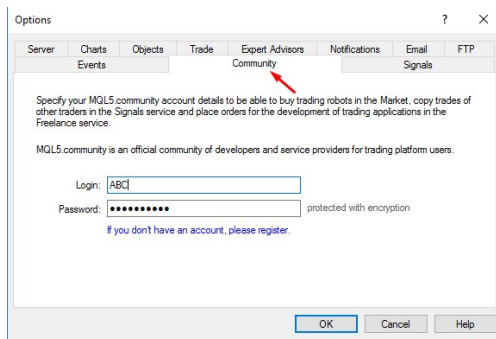 Options ? ×
Server Charts Objects Trade Expert Advisors Notifications Email FTP
Events Community Signals
Specify your MQL5.community account details to be able to buy trading robots in the Market, copy trades of
other traders in the Signals service and place orders for the development of trading applications in the
Freelance service.
MQL5.community is an official community of developers and service providers for trading platform users.
Login: ABC
Password: ●●●●●●●●●● protected with encryption
If you don't have an account, please register.
OK Cancel Help